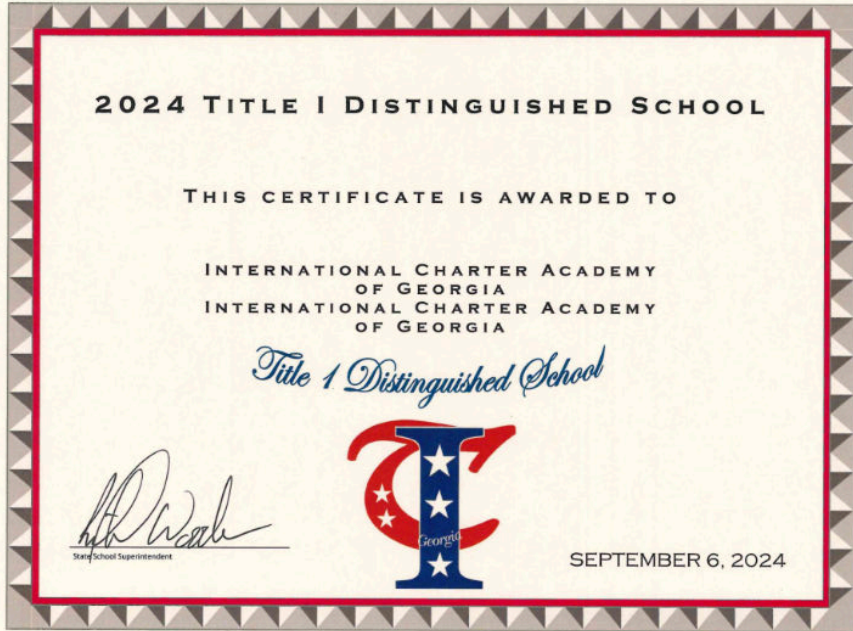 2024 TITLE I DISTINGUISHED SCHOOL
THIS CERTIFICATE IS AWARDED TO
INTERNATIONAL CHARTER ACADEMY
OF GEORGIA
INTERNATIONAL CHARTER ACADEMY
OF GEORGIA
Title 1 Distinguished School
TI
Georgia
State School Superintendent
SEPTEMBER 6, 2024